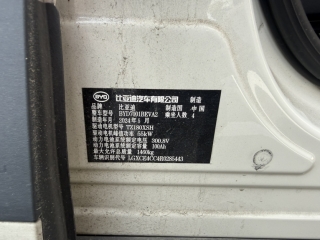 BYD 比亚迪汽车有限公司 制造
品牌 比亚迪 制造国 中国
整车型号 BYD7001BEVA2 乘坐人数 4
制造年月 2024年1月
驱动电机型号 TZ180XSH
驱动电机峰值功率 55kW
动力电池系统额定电压 300.8V
动力电池系统额定容量 100Ah
最大允许总质量 1460kg
车辆识别代号 LGXCE4CC4R0285443